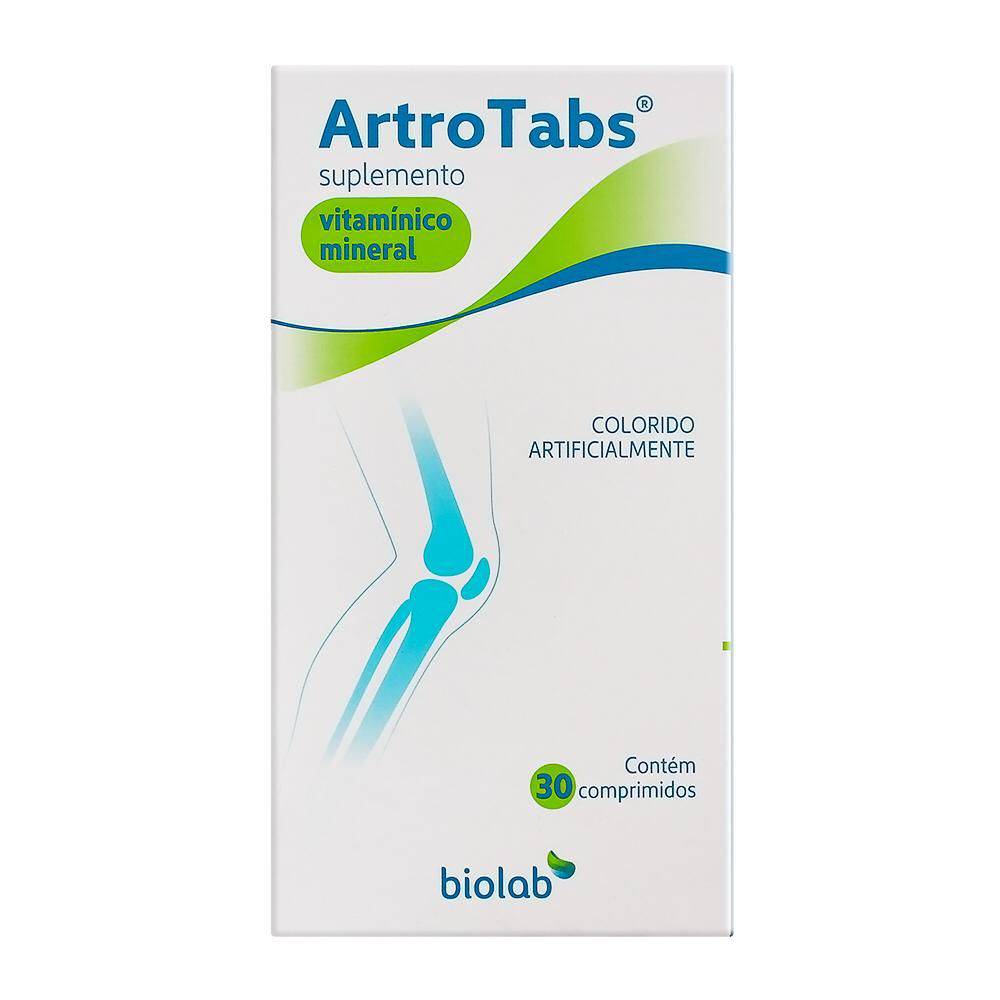 ArtroTabs®
suplemento
vitamínico
mineral
COLORIDO
ARTIFICIALMENTE
30 Contém
comprimidos
biolab